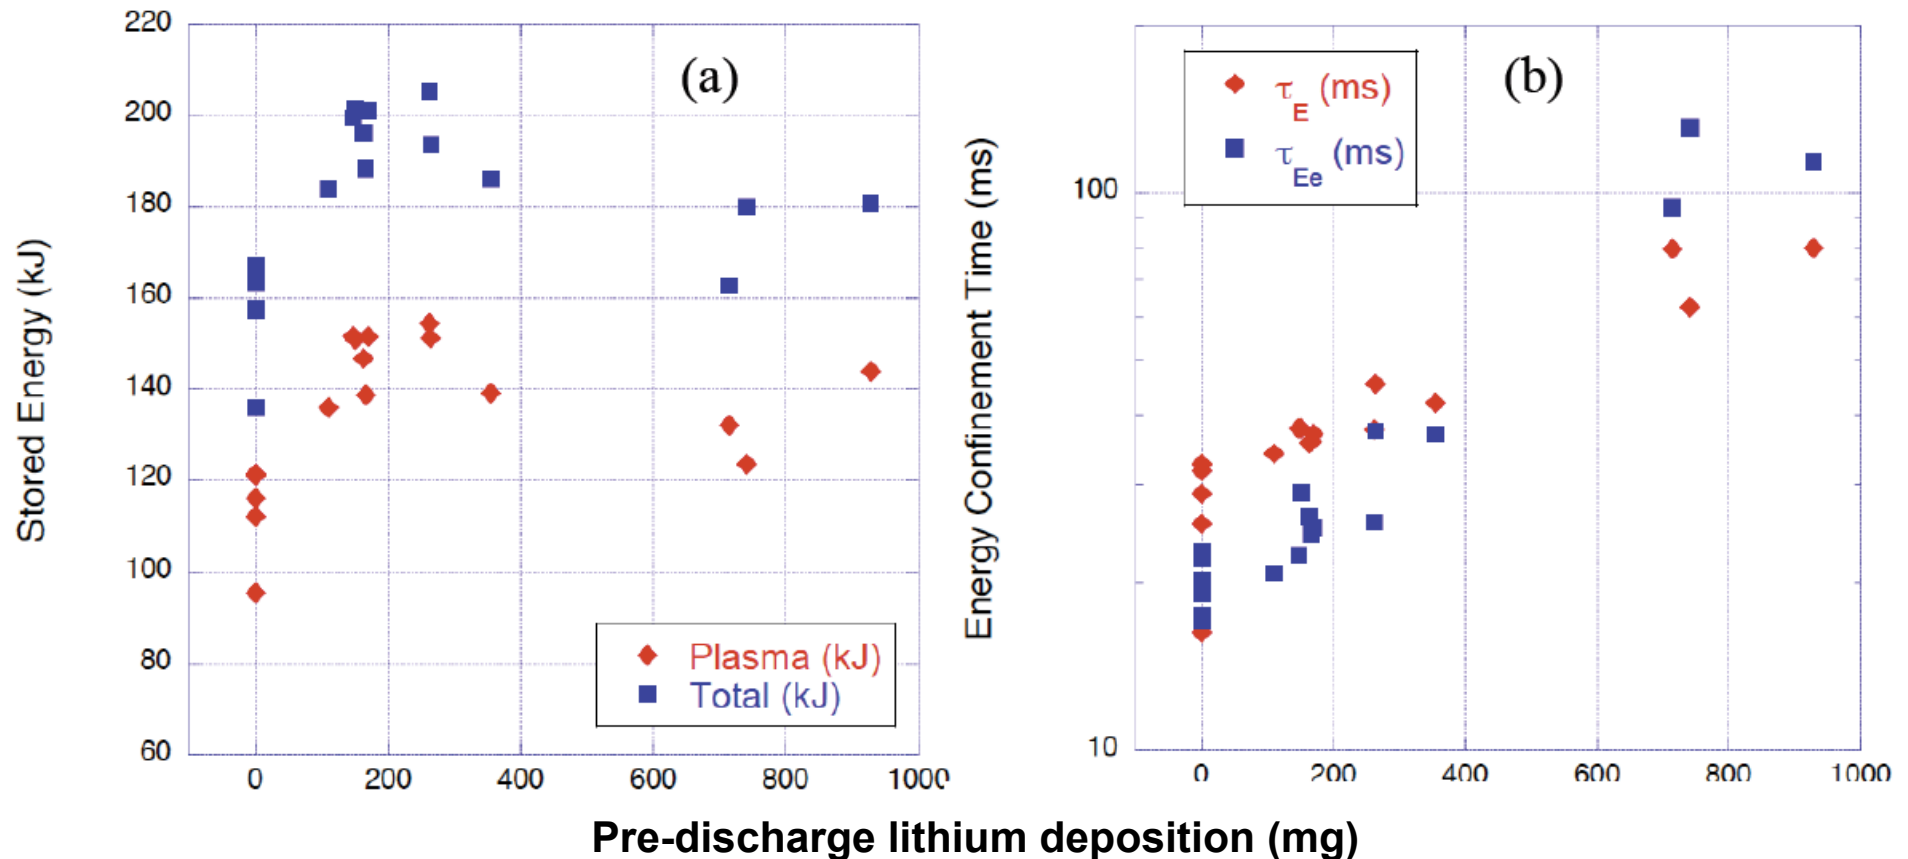 Stored Energy (kJ)
220
200
180
160
140
120
100
80
60
0 200 400 600 800 1000
(a)
Plasma (kJ)
Total (kJ)
Energy Confinement Time (ms)
100
10
0 200 400 600 800 1000
τE (ms)
τEe (ms)
(b)
Pre-discharge lithium deposition (mg)